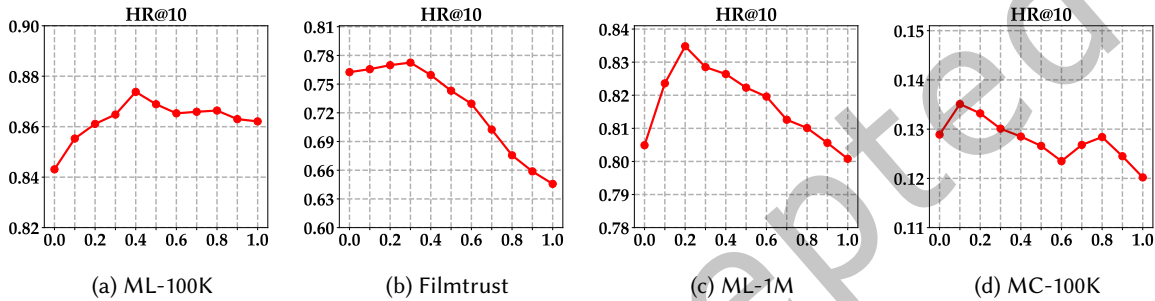 HR@10 HR@10 HR@10 HR@10
0.90 0.81 0.84 0.15
0.88 0.78 0.83 0.14
0.86 0.75 0.82 0.13
0.84 0.72 0.81 0.12
0.82 0.69 0.80 0.11
0.66 0.79
0.63 0.78
0.60
0.0 0.2 0.4 0.6 0.8 1.0 0.0 0.2 0.4 0.6 0.8 1.0 0.0 0.2 0.4 0.6 0.8 1.0 0.0 0.2 0.4 0.6 0.8 1.0
(a) ML-100K (b) Filmtrust (c) ML-1M (d) MC-100K
epted